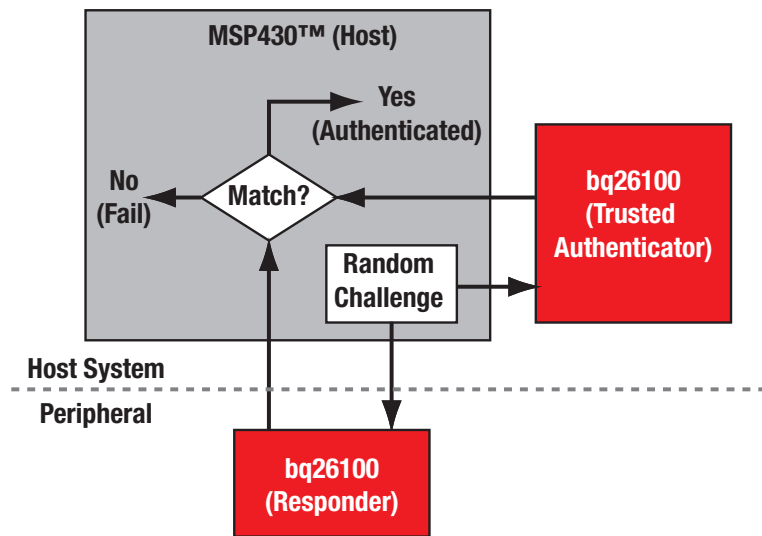 MSP430™ (Host)
Yes
(Authenticated)
No
(Fail)
Match?
bq26100
(Trusted
Authenticator)
Random
Challenge
Host System
Peripheral
bq26100
(Responder)